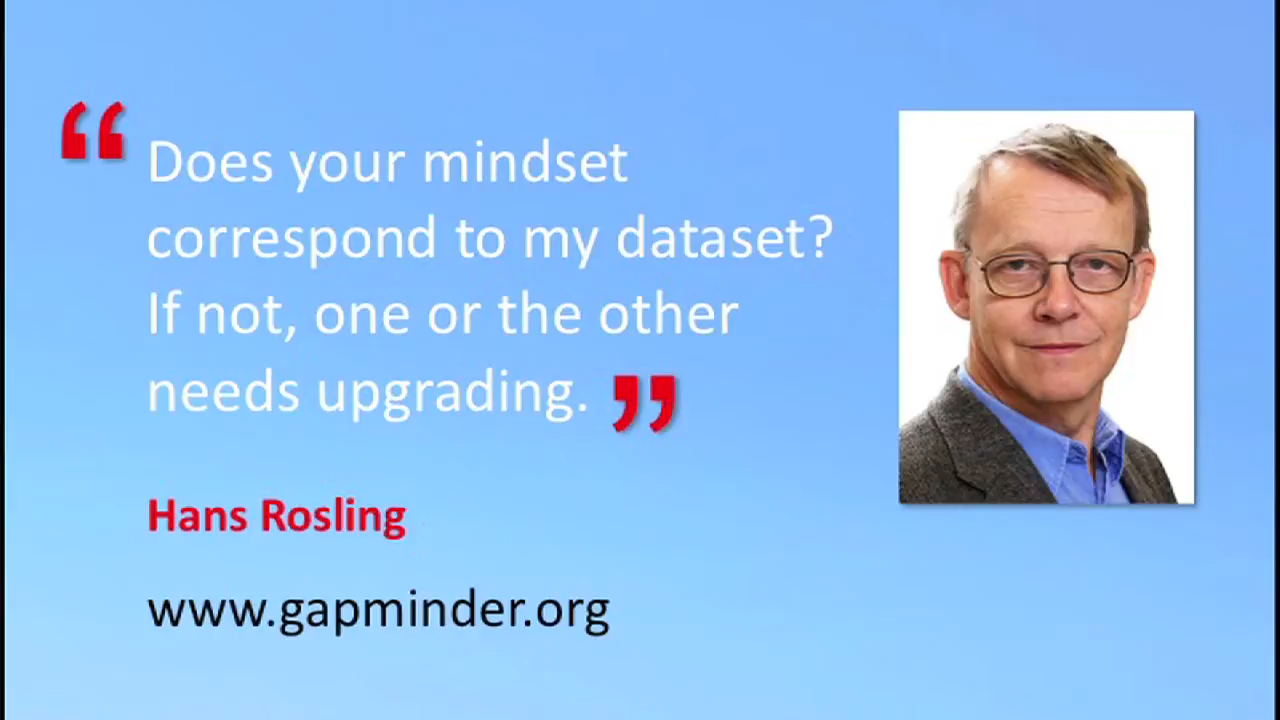 “Does your mindset
correspond to my dataset?
If not, one or the other
needs upgrading.”
Hans Rosling
www.gapminder.org